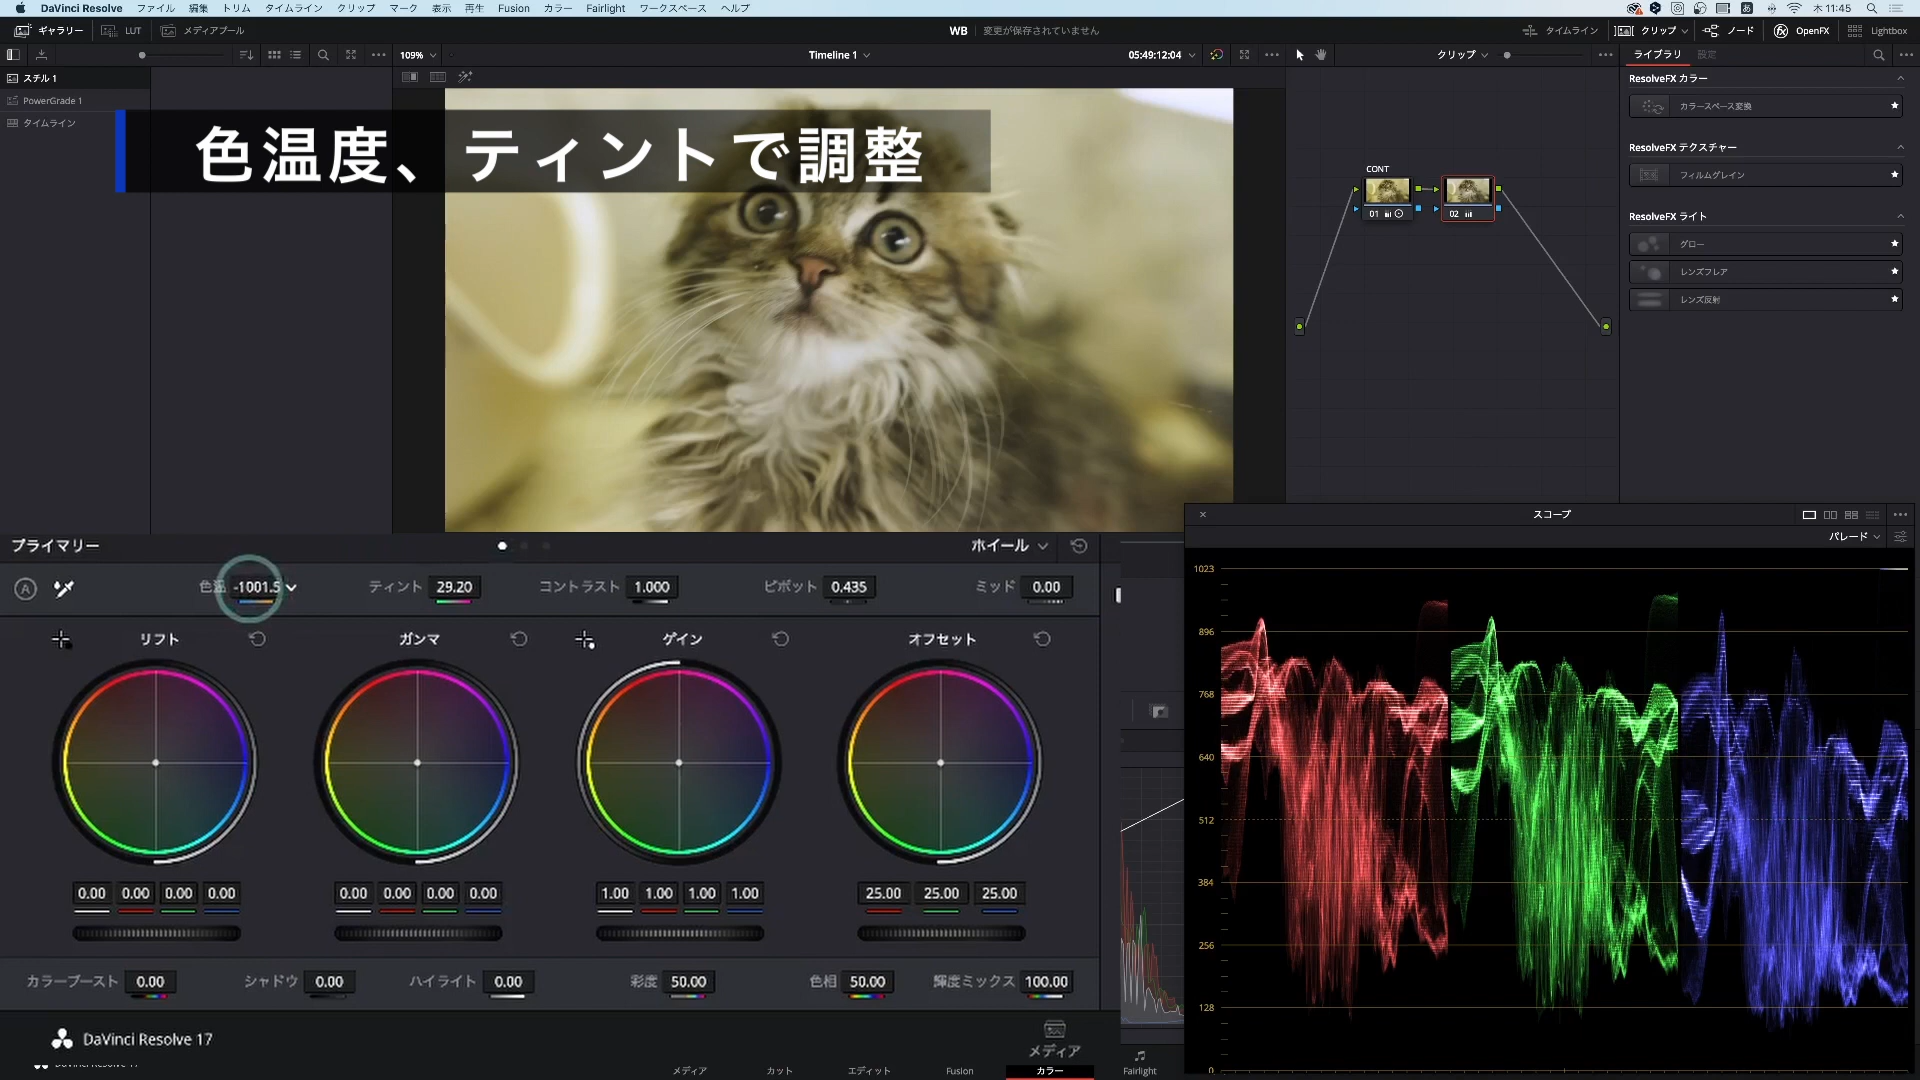 DaVinci Resolve ファイル 編集 トリム タイムライン クリップ マーク 表示 再生 Fusion カラー Fairlight ワークスペース ヘルプ 木 11:45
ギャラリー LUT メディアプール WB 変更が保存されていません タイムライン クリップ ノード OpenFX Lightbox
109% Timeline 1 05:49:12:04 クリップ ライブラリ 設定
スチル 1
PowerGrade 1
タイムライン
色温度、ティントで調整
CONT
01 02
ResolveFX カラー
カラースペース変換
ResolveFX テクスチャー
フィルムグレイン
ResolveFX ライト
グロー
レンズフレア
レンズ反射
プライマリー ホイール
色温 -1001.5 ティント 29.20 コントラスト 1.000 ピボット 0.435 ミッド 0.00
リフト ガンマ ゲイン オフセット
0.00 0.00 0.00 0.00 0.00 0.00 0.00 0.00 1.00 1.00 1.00 1.00 25.00 25.00 25.00
カラーブースト 0.00 シャドウ 0.00 ハイライト 0.00 彩度 50.00 色相 50.00 輝度ミックス 100.00
DaVinci Resolve 17
メディア
メディア カット エディット Fusion カラー Fairlight
スコープ
パレード
1023
896
768
640
512
384
256
128
0